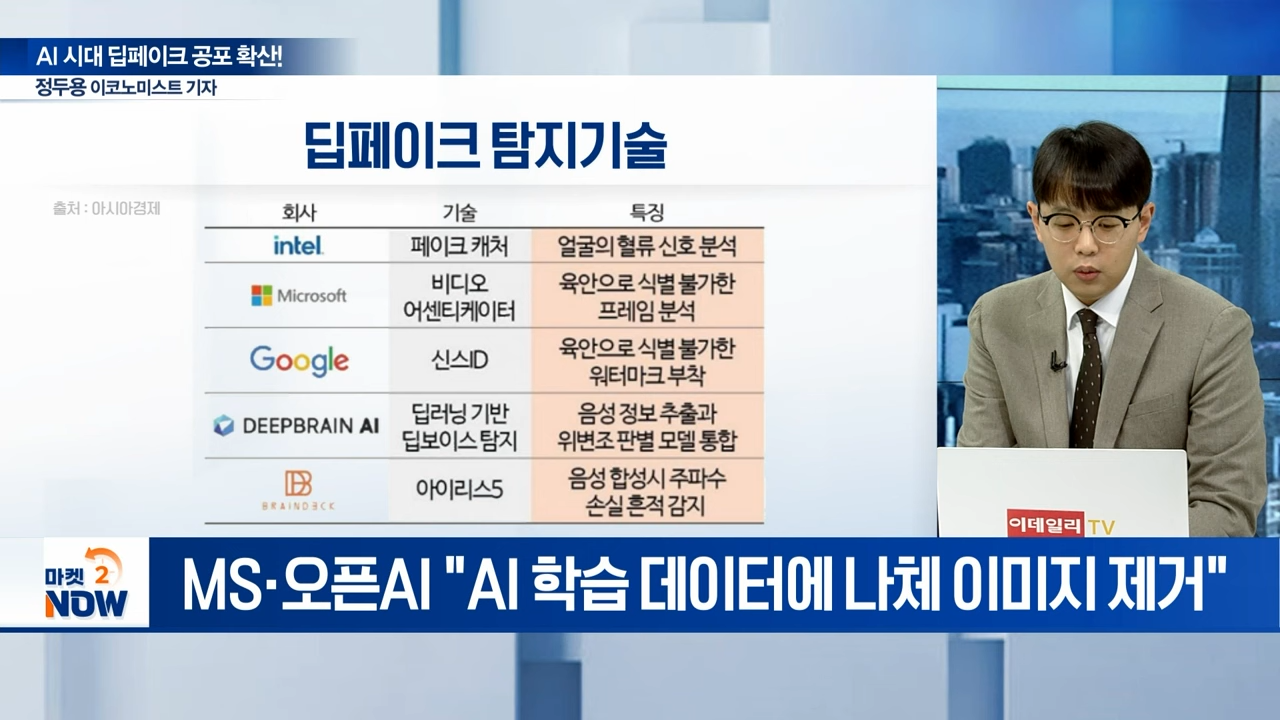 AI 시대 딥페이크 공포 확산!
정두용 이코노미스트 기자
딥페이크 탐지기술
출처 : 아시아경제
회사 기술 특징
intel. 페이크 캐처 얼굴의 혈류 신호 분석
Microsoft 비디오 어센티케이터 육안으로 식별 불가한 프레임 분석
Google 신스ID 육안으로 식별 불가한 워터마크 부착
DEEPBRAIN AI 딥러닝 기반 딥보이스 탐지 음성 정보 추출과 위변조 판별 모델 통합
BRAINDECK 아이리스5 음성 합성시 주파수 손실 흔적 감지
이데일리 TV
마켓 2
NOW
MS·오픈AI "AI 학습 데이터에 나체 이미지 제거"